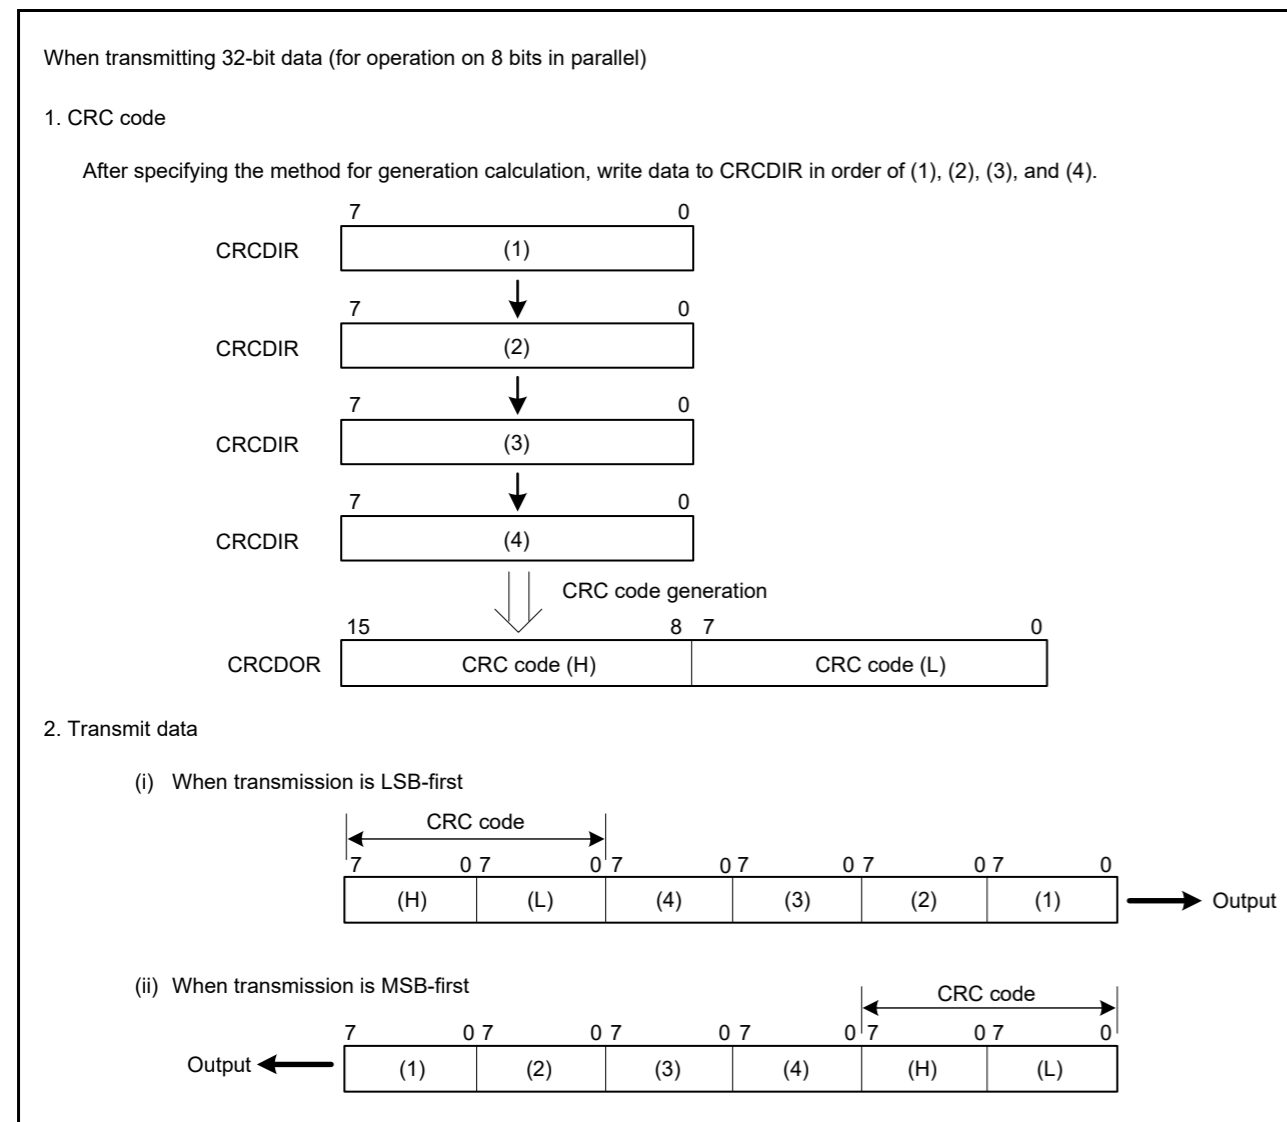 When transmitting 32-bit data (for operation on 8 bits in parallel)
1. CRC code
After specifying the method for generation calculation, write data to CRCDIR in order of (1), (2), (3), and (4).
7 0
CRCDIR (1)
7 0
CRCDIR (2)
7 0
CRCDIR (3)
7 0
CRCDIR (4)
CRC code generation
15 8 7 0
CRCDOR CRC code (H) CRC code (L)
2. Transmit data
(i) When transmission is LSB-first
CRC code
7 0 7 0 7 0 7 0 7 0 7 0
(H) (L) (4) (3) (2) (1) Output
(ii) When transmission is MSB-first
CRC code
7 0 7 0 7 0 7 0 7 0 7 0
Output (1) (2) (3) (4) (H) (L)